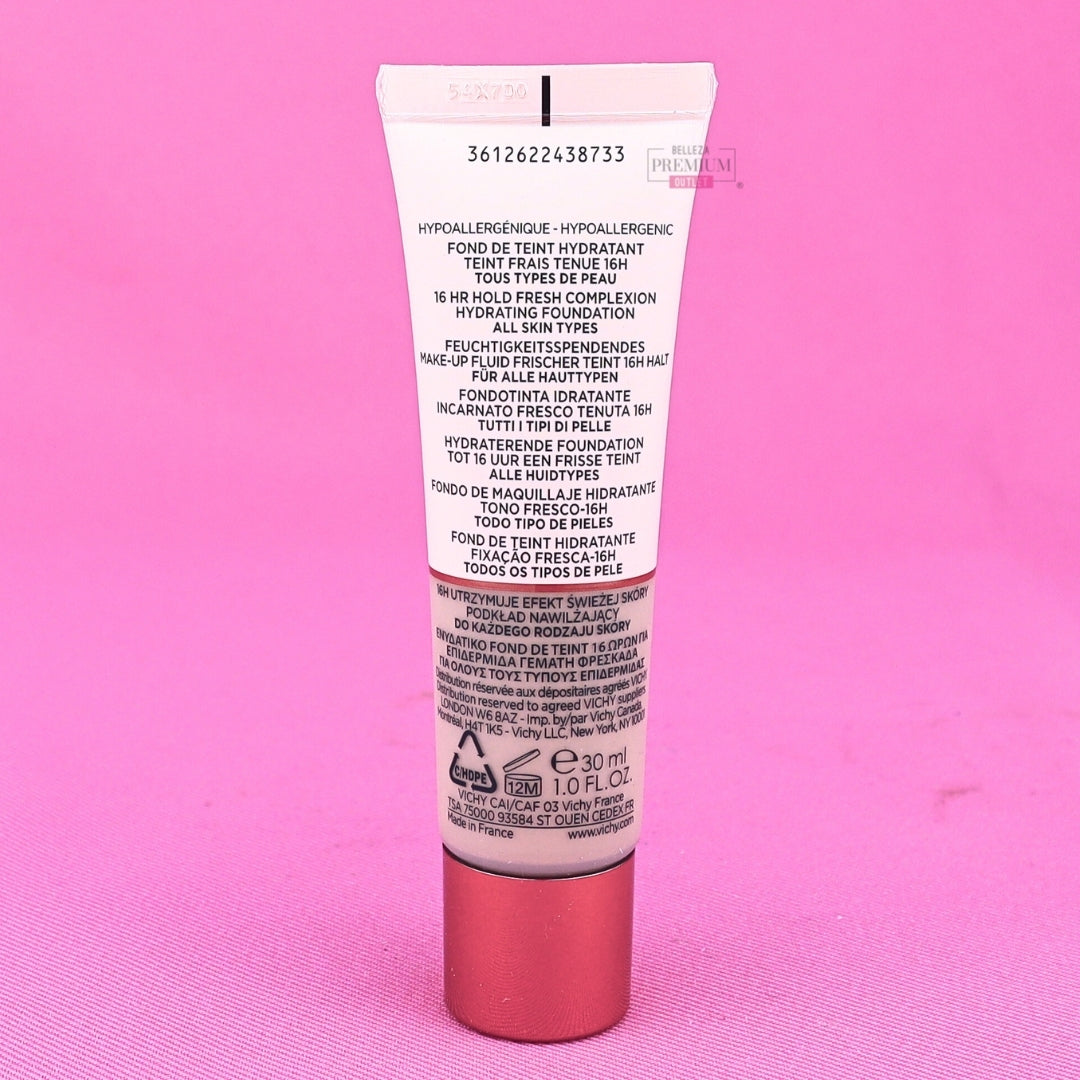 54X700
3612622438733
BELLEZA
PREMIUM
OUTLET
®
HYPOALLERGÉNIQUE - HYPOALLERGENIC
FOND DE TEINT HYDRATANT
TEINT FRAIS TENUE 16H
TOUS TYPES DE PEAU
16 HR HOLD FRESH COMPLEXION
HYDRATING FOUNDATION
ALL SKIN TYPES
FEUCHTIGKEITSSPENDENDES
MAKE-UP FLUID FRISCHER TEINT 16H HALT
FÜR ALLE HAUTTYPEN
FONDOTINTA IDRATANTE
INCARNATO FRESCO TENUTA 16H
TUTTI I TIPI DI PELLE
HYDRATERENDE FOUNDATION
TOT 16 UUR EEN FRISSE TEINT
ALLE HUIDTYPES
FONDO DE MAQUILLAJE HIDRATANTE
TONO FRESCO-16H
TODO TIPO DE PIELES
FOND DE TEINT HIDRATANTE
FIXAÇÃO FRESCA-16H
TODOS OS TIPOS DE PELE
16H UTRZYMUJE EFEKT ŚWIEŻEJ SKÓRY
PODKŁAD NAWILŻAJĄCY
DO KAŻDEGO RODZAJU SKÓRY
ΕΝΥΔΑΤΙΚΟ FOND DE TEINT 16 ΩΡΩΝ ΓΙΑ
ΕΠΙΔΕΡΜΙΔΑ ΓΕΜΑΤΗ ΦΡΕΣΚΑΔΑ
ΓΙΑ ΟΛΟΥΣ ΤΟΥΣ ΤΥΠΟΥΣ ΕΠΙΔΕΡΜΙΔΑΣ
Distribution réservée aux dépositaires agréés VICHY
Distribution reserved to agreed VICHY suppliers
LONDON W6 8AZ - Imp. by/par Vichy Canada,
Montréal, H4T 1K5 - Vichy LLC, New York, NY 10001
C/HDPE
12M
e 30 ml
1.0 FL.OZ.
VICHY CAI/CAF 03 Vichy France
TSA 75000 93584 ST OUEN CEDEX FR
Made in France www.vichy.com